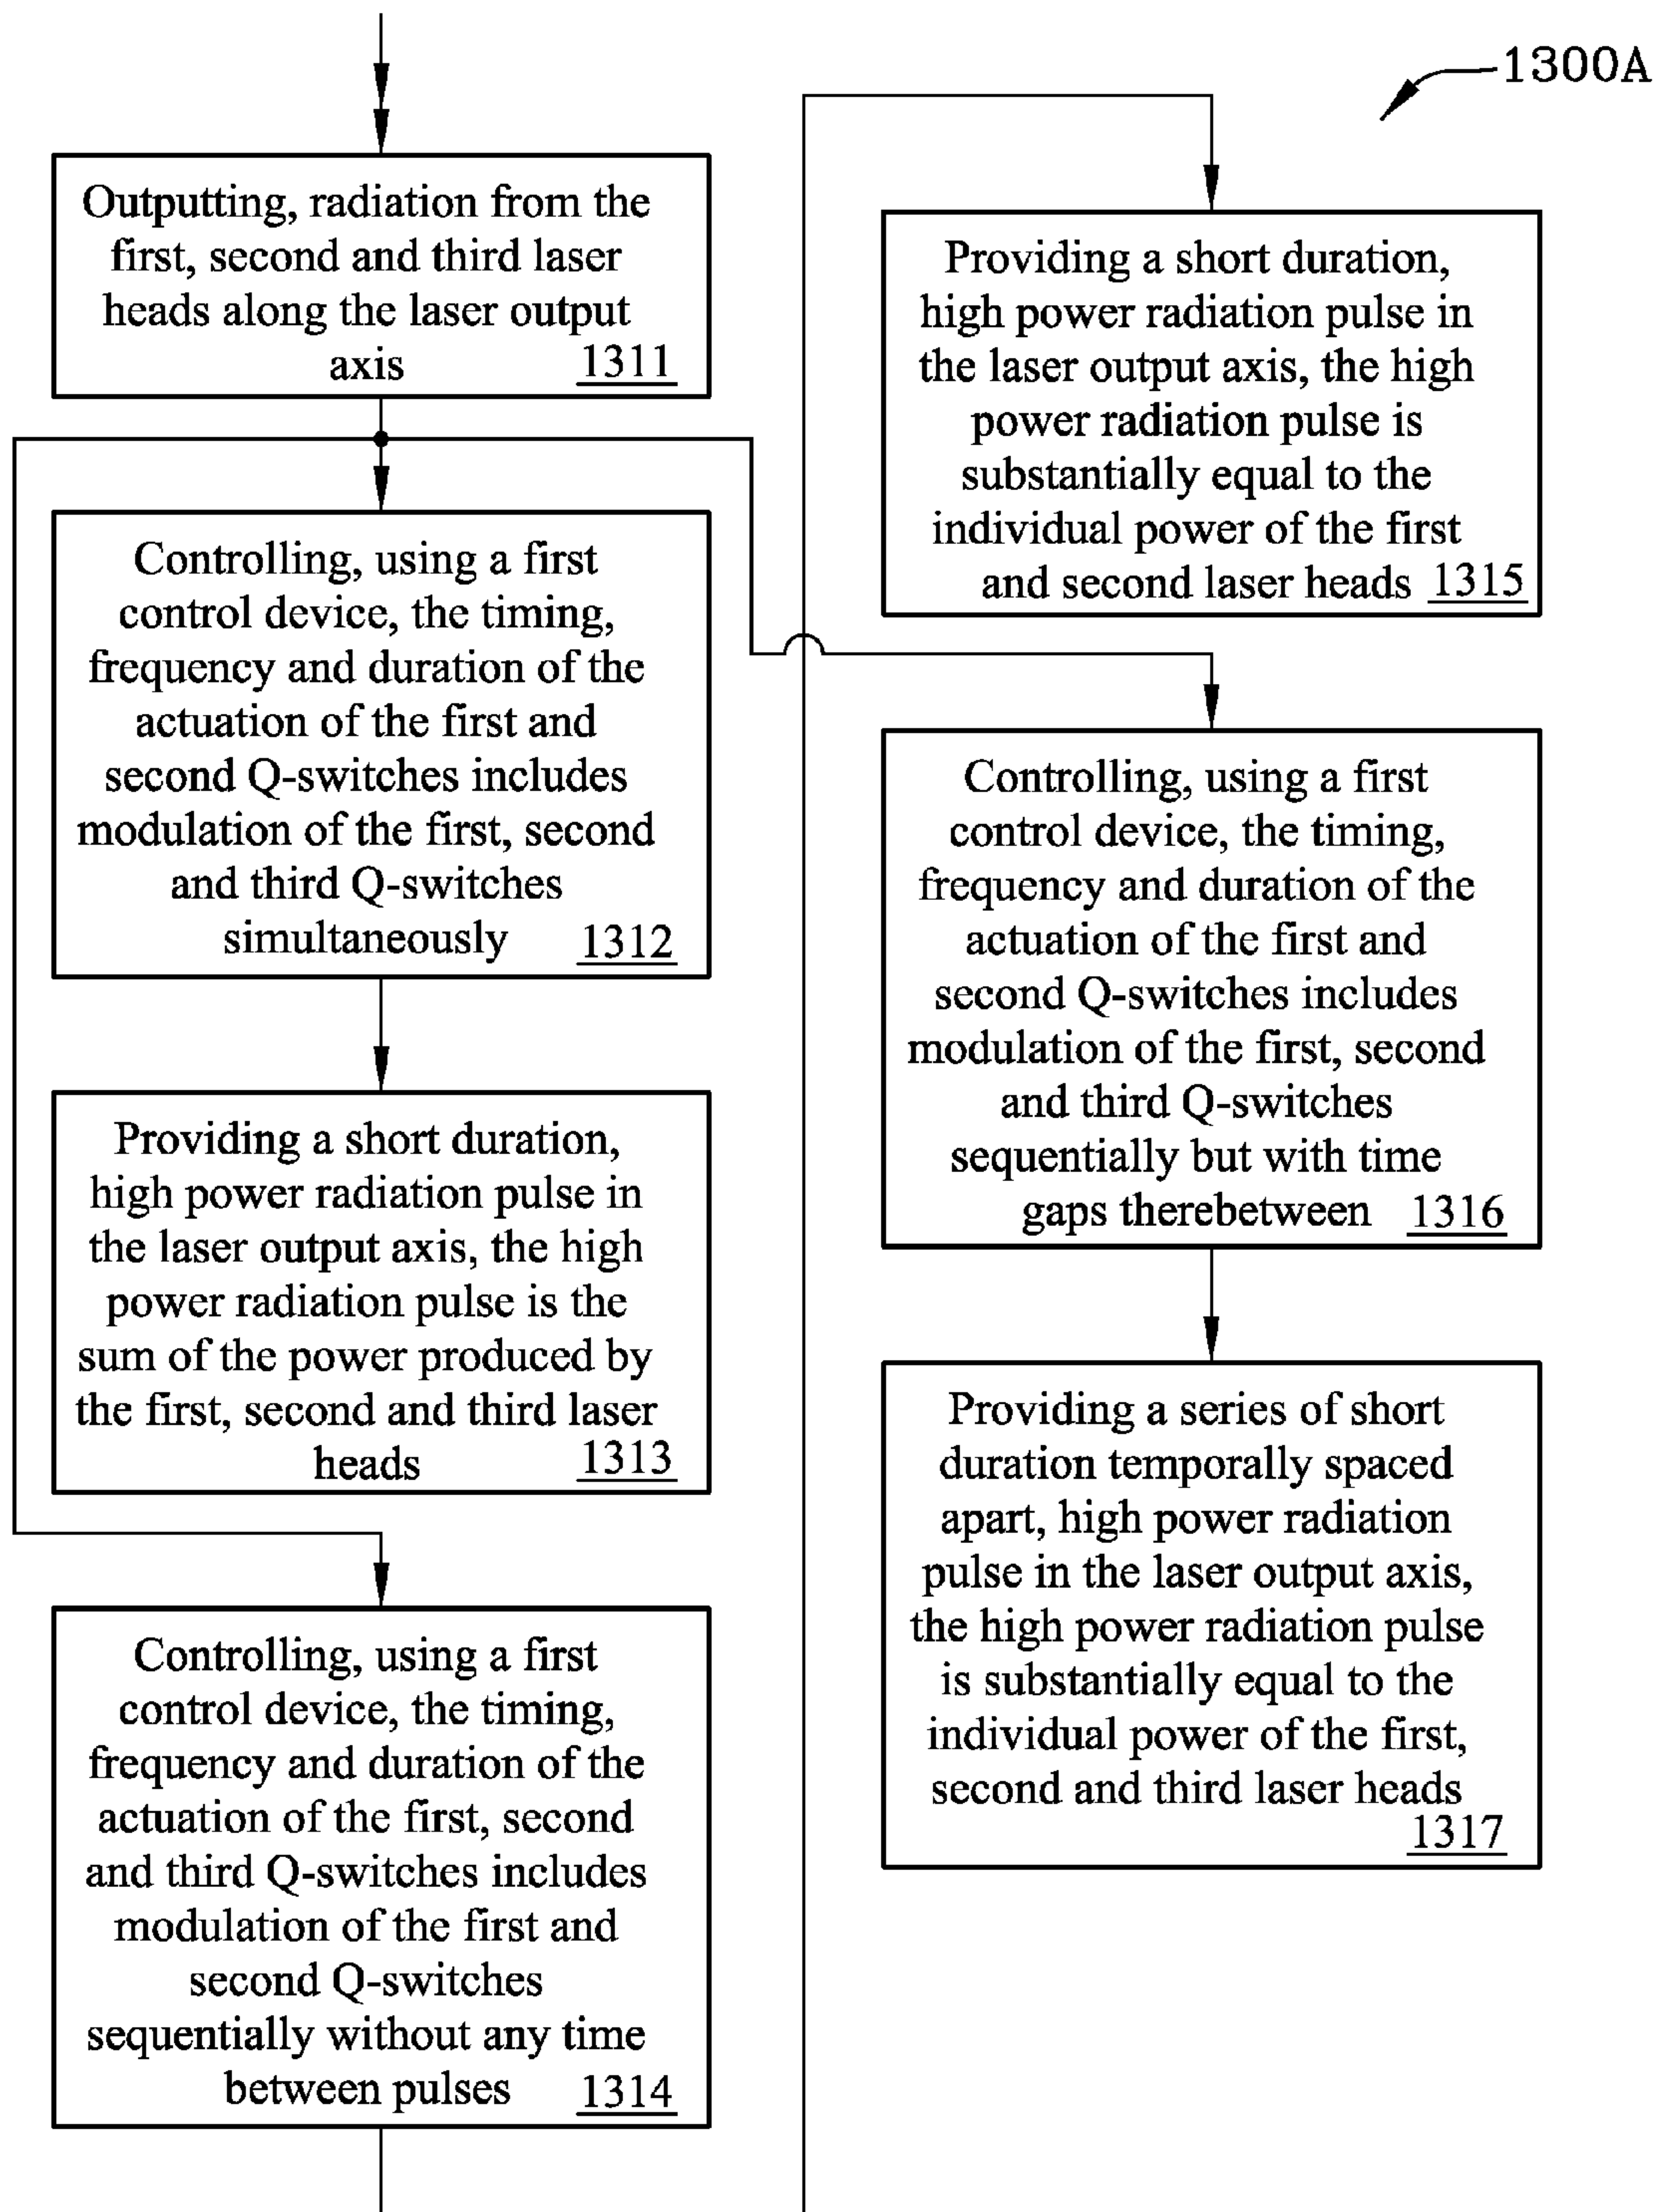 1300A
Outputting, radiation from the
first, second and third laser
heads along the laser output
axis 1311
Controlling, using a first
control device, the timing,
frequency and duration of the
actuation of the first and
second Q-switches includes
modulation of the first, second
and third Q-switches
simultaneously 1312
Providing a short duration,
high power radiation pulse in
the laser output axis, the high
power radiation pulse is the
sum of the power produced by
the first, second and third laser
heads 1313
Controlling, using a first
control device, the timing,
frequency and duration of the
actuation of the first, second
and third Q-switches includes
modulation of the first and
second Q-switches
sequentially without any time
between pulses 1314
Providing a short duration,
high power radiation pulse in
the laser output axis, the high
power radiation pulse is
substantially equal to the
individual power of the first
and second laser heads 1315
Controlling, using a first
control device, the timing,
frequency and duration of the
actuation of the first and
second Q-switches includes
modulation of the first, second
and third Q-switches
sequentially but with time
gaps therebetween 1316
Providing a series of short
duration temporally spaced
apart, high power radiation
pulse in the laser output axis,
the high power radiation pulse
is substantially equal to the
individual power of the first,
second and third laser heads
1317